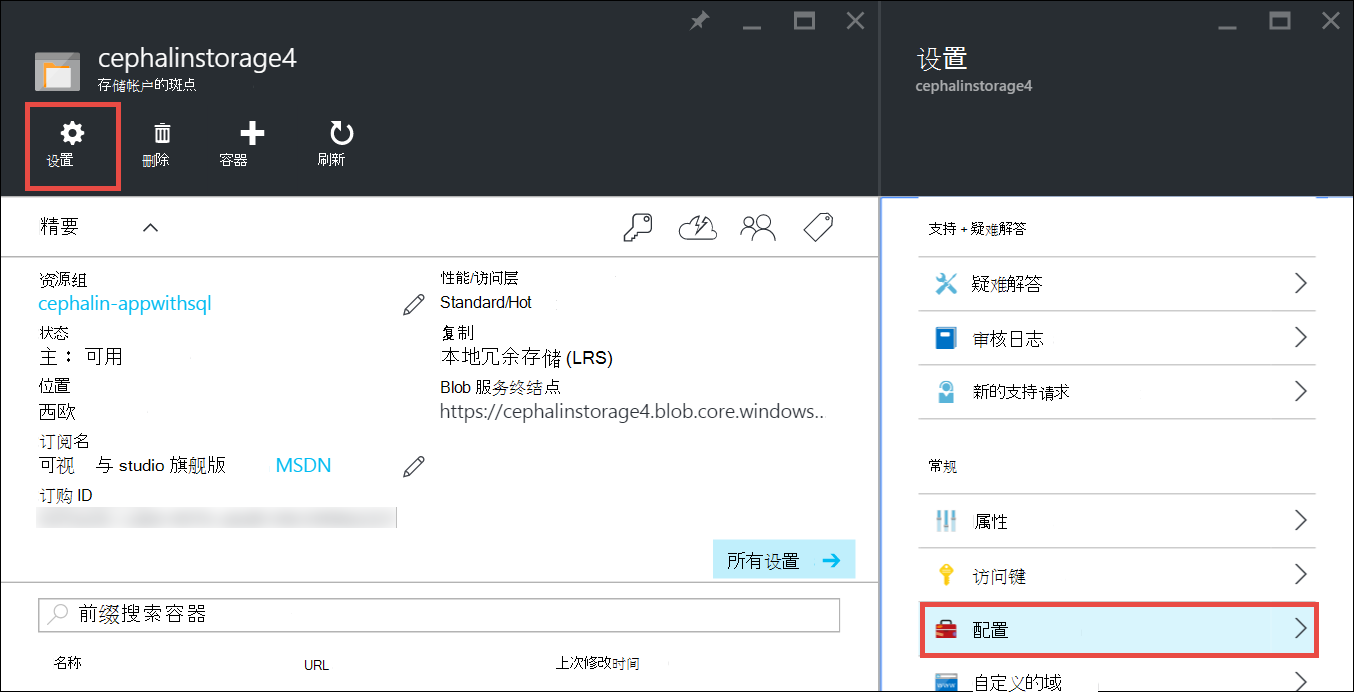 cephalinstorage4
存储帐户的斑点
设置
删除
容器
刷新
精要
资源组
cephalin-appwithsql
状态
主： 可用
位置
西欧
订阅名
可视 与 studio 旗舰版 MSDN
订购 ID
性能/访问层
Standard/Hot
复制
本地冗余存储 (LRS)
Blob 服务终结点
https://cephalinstorage4.blob.core.windows..
所有设置
前缀搜索容器
名称 URL 上次修改时间
设置
cephalinstorage4
支持 + 疑难解答
疑难解答
审核日志
新的支持请求
常规
属性
访问键
配置
自定义的域